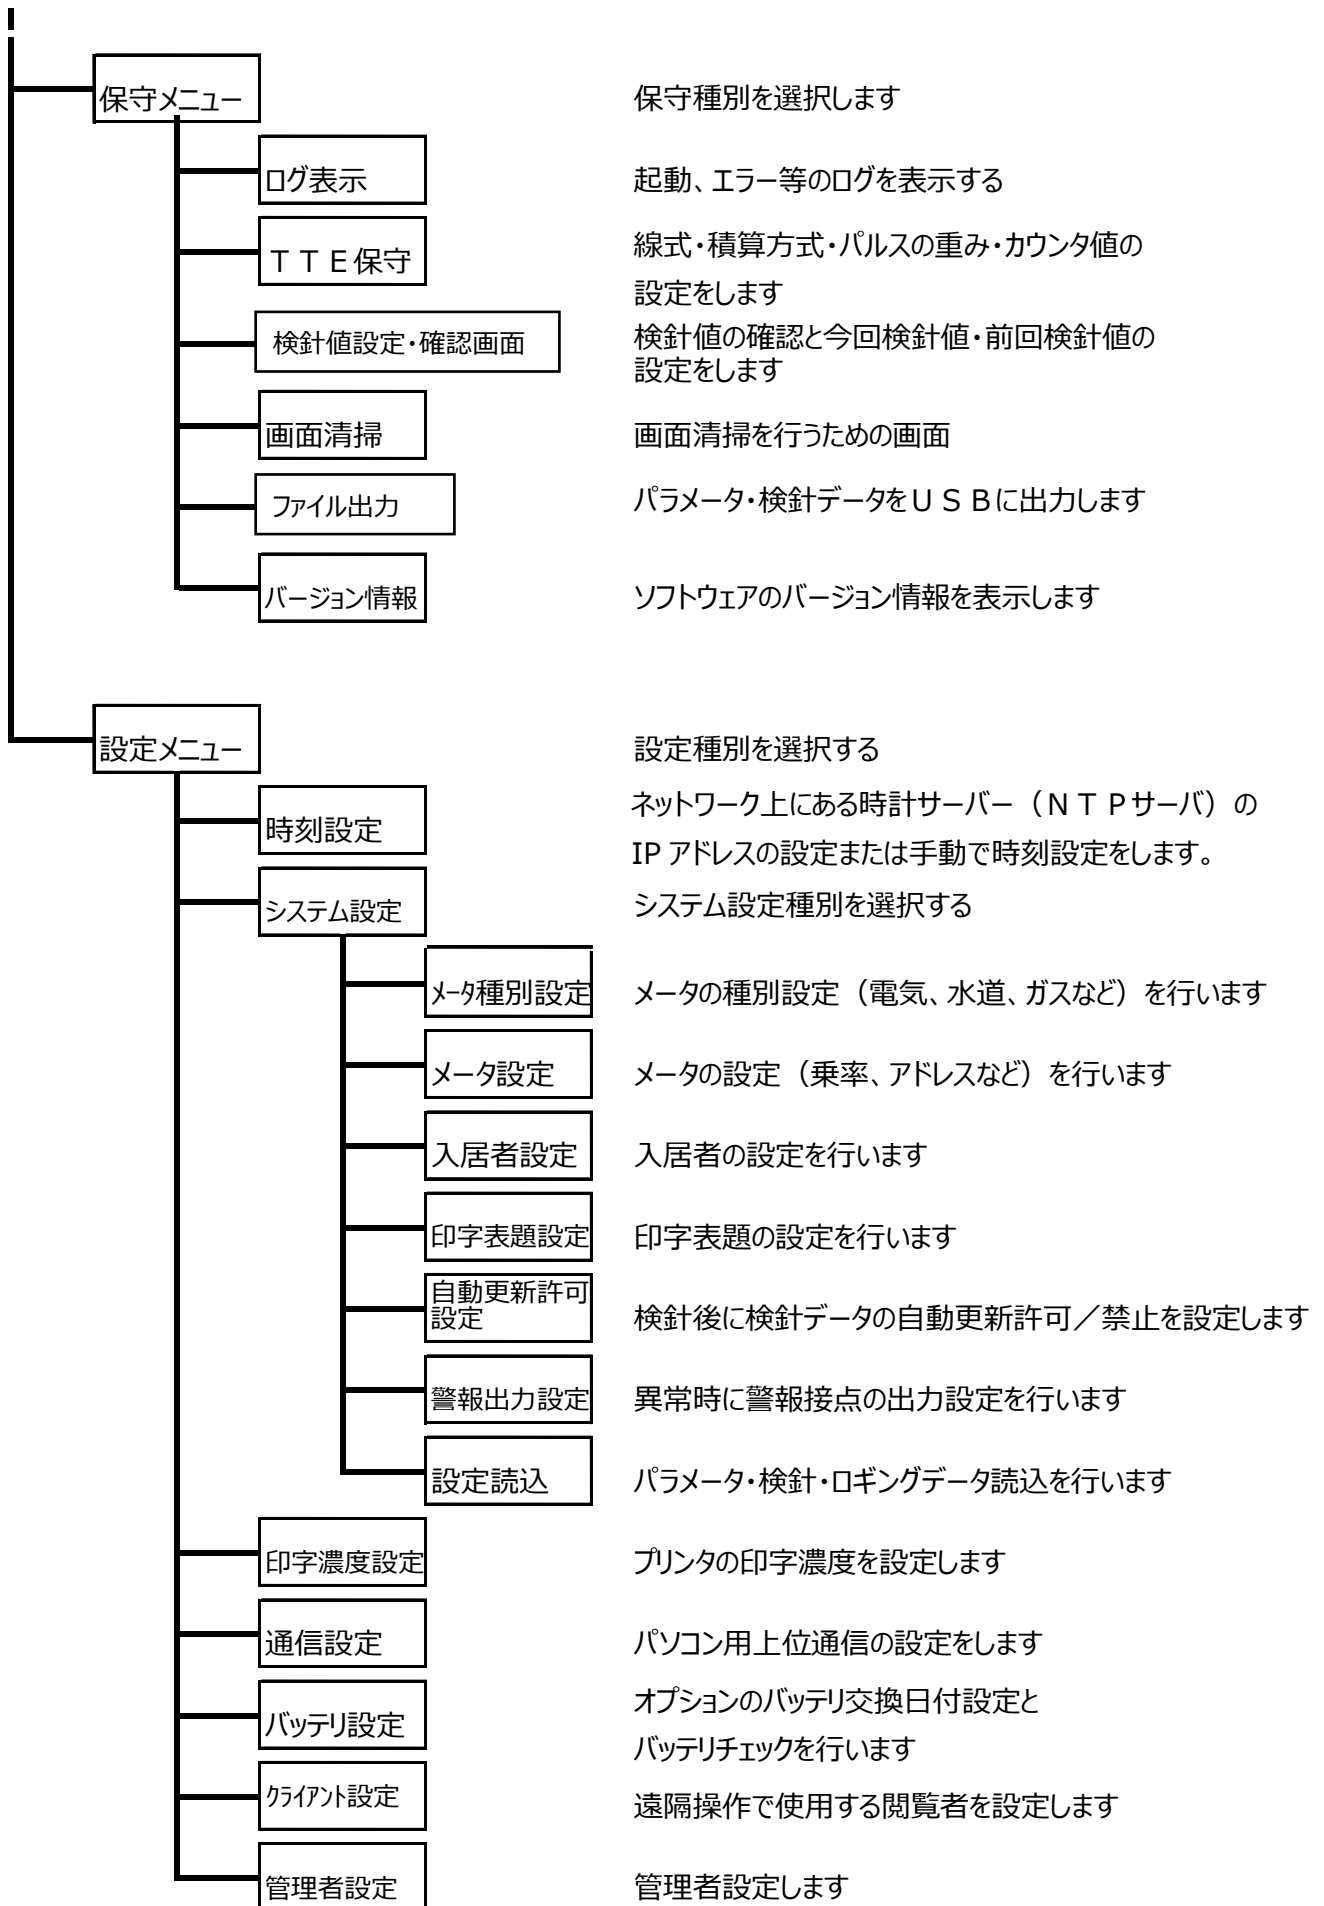 保守メニュー 保守種別を選択します
ログ表示 起動、エラー等のログを表示する
ＴＴＥ保守 線式・積算方式・パルスの重み・カウンタ値の
設定をします
検針値設定・確認画面 検針値の確認と今回検針値・前回検針値の
設定をします
画面清掃 画面清掃を行うための画面
ファイル出力 パラメータ・検針データをＵＳＢに出力します
バージョン情報 ソフトウェアのバージョン情報を表示します
設定メニュー 設定種別を選択する
時刻設定 ネットワーク上にある時計サーバー（ＮＴＰサーバ）の
IP アドレスの設定または手動で時刻設定をします。
システム設定 システム設定種別を選択する
メータ種別設定 メータの種別設定（電気、水道、ガスなど）を行います
メータ設定 メータの設定（乗率、アドレスなど）を行います
入居者設定 入居者の設定を行います
印字表題設定 印字表題の設定を行います
自動更新許可
設定 検針後に検針データの自動更新許可／禁止を設定します
警報出力設定 異常時に警報接点の出力設定を行います
設定読込 パラメータ・検針・ロギングデータ読込を行います
印字濃度設定 プリンタの印字濃度を設定します
通信設定 パソコン用上位通信の設定をします
バッテリ設定 オプションのバッテリ交換日付設定と
バッテリチェックを行います
クライアント設定 遠隔操作で使用する閲覧者を設定します
管理者設定 管理者設定します